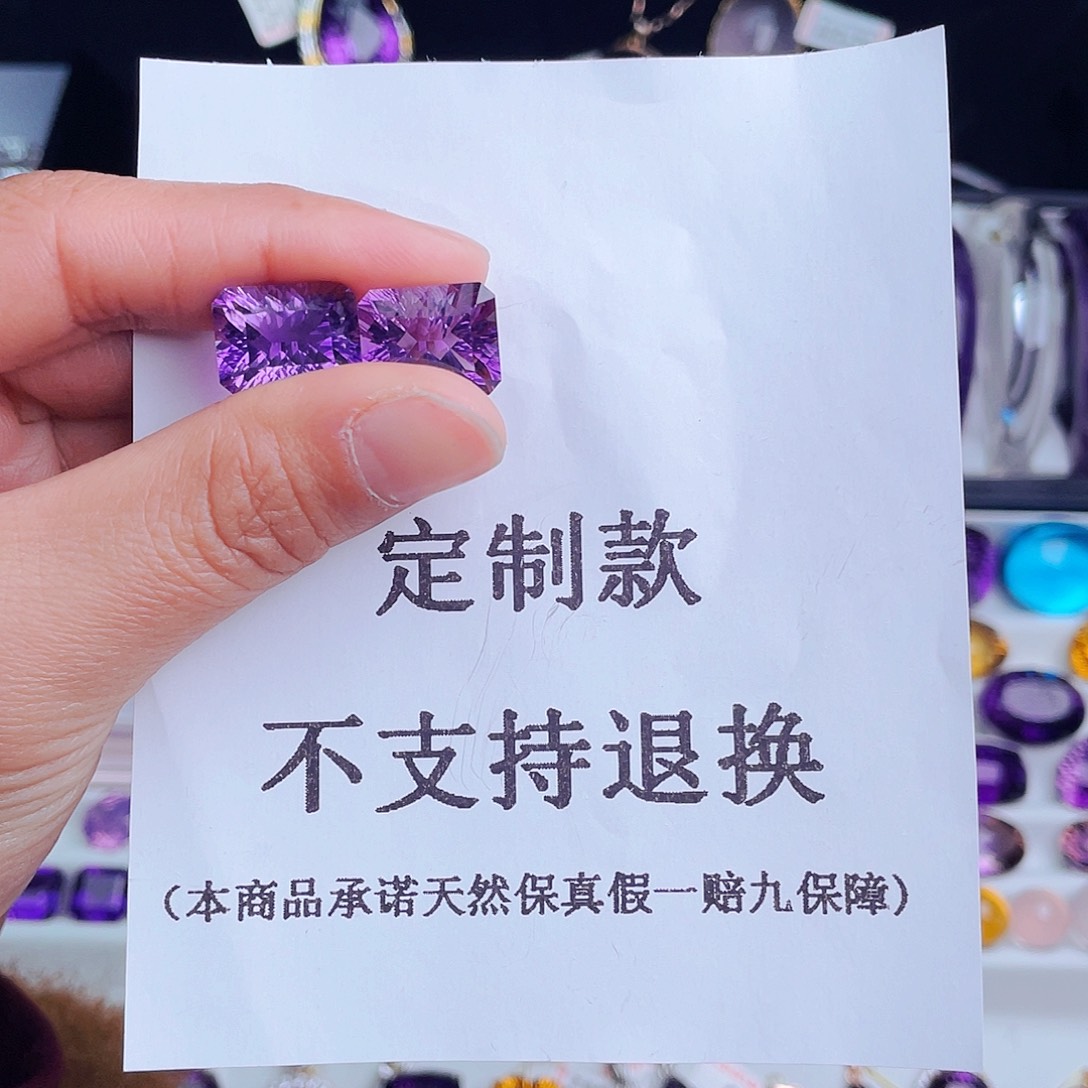 定制款
不支持退换
（本商品承诺天然保真假一赔九保障）